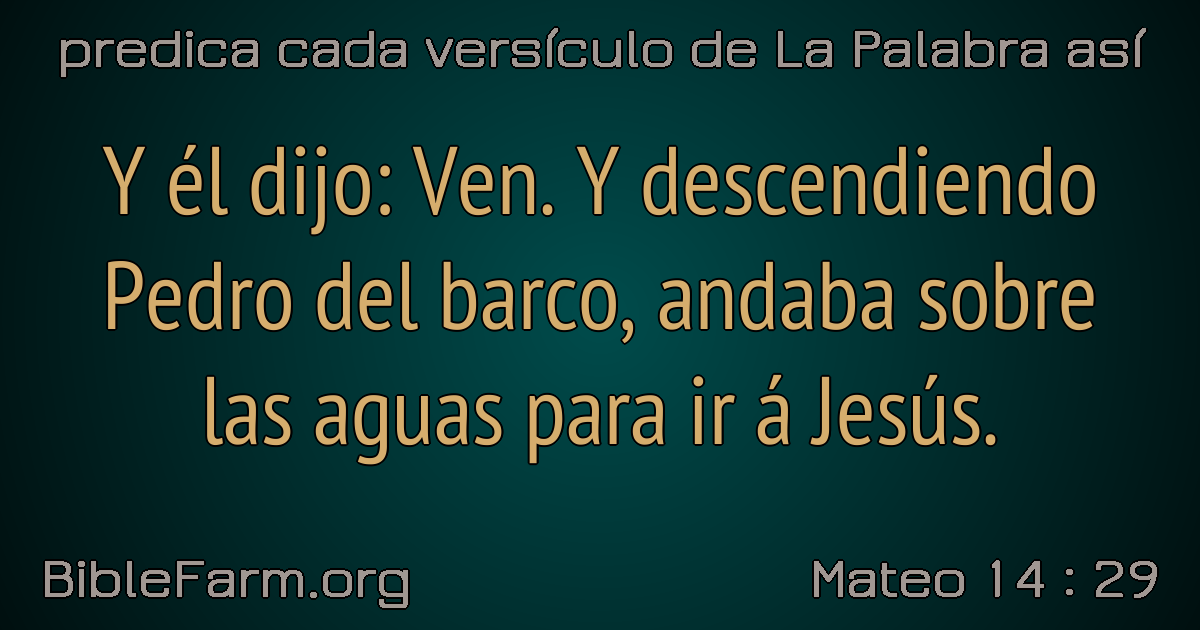 predica cada versículo de La Palabra así
Y él dijo: Ven. Y descendiendo
Pedro del barco, andaba sobre
las aguas para ir á Jesús.
BibleFarm.org
Mateo 14 : 29